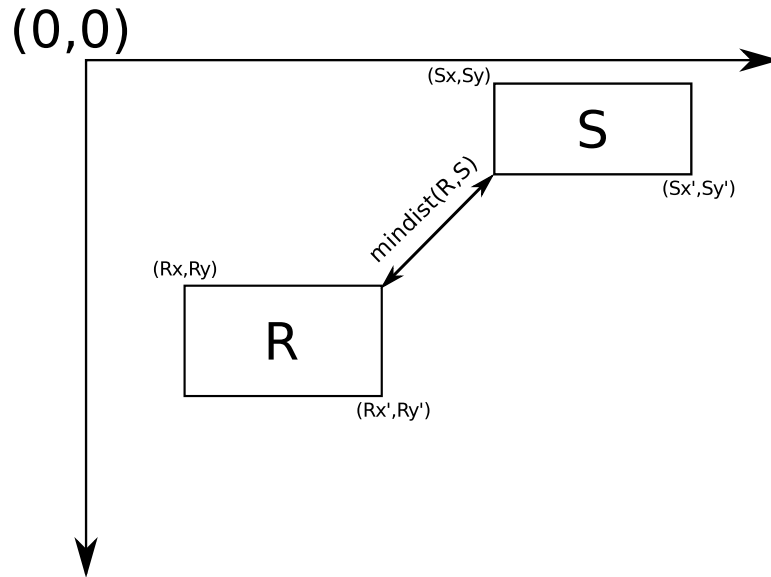 (0,0)
(Sx,Sy)
S
(Sx',Sy')
mindist(R,S)
(Rx,Ry)
R
(Rx',Ry')